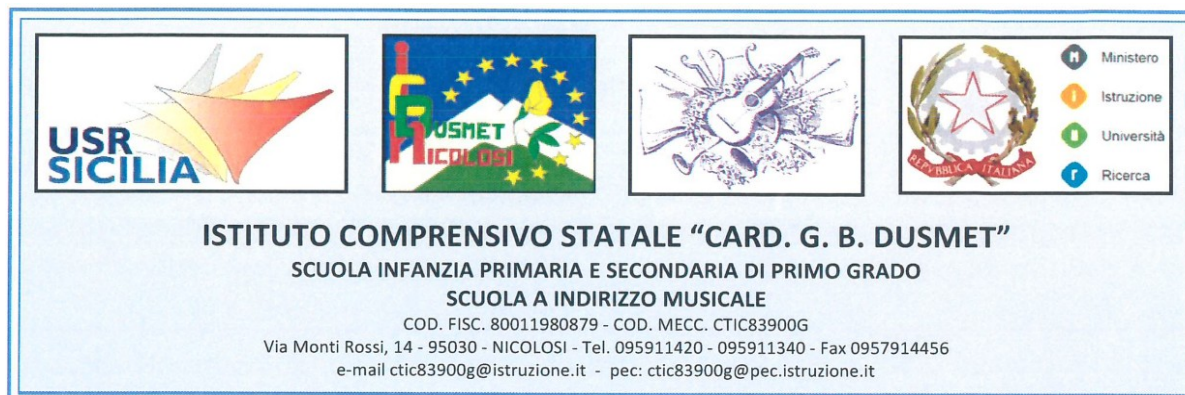 USR
SICILIA
ICD
DUSMET
NICOLOSI
REPVBBLICA ITALIANA
M Ministero
i Istruzione
U Università
r Ricerca
ISTITUTO COMPRENSIVO STATALE “CARD. G. B. DUSMET”
SCUOLA INFANZIA PRIMARIA E SECONDARIA DI PRIMO GRADO
SCUOLA A INDIRIZZO MUSICALE
COD. FISC. 80011980879 - COD. MECC. CTIC83900G
Via Monti Rossi, 14 - 95030 - NICOLOSI - Tel. 095911420 - 095911340 - Fax 0957914456
e-mail ctic83900g@istruzione.it - pec: ctic83900g@pec.istruzione.it